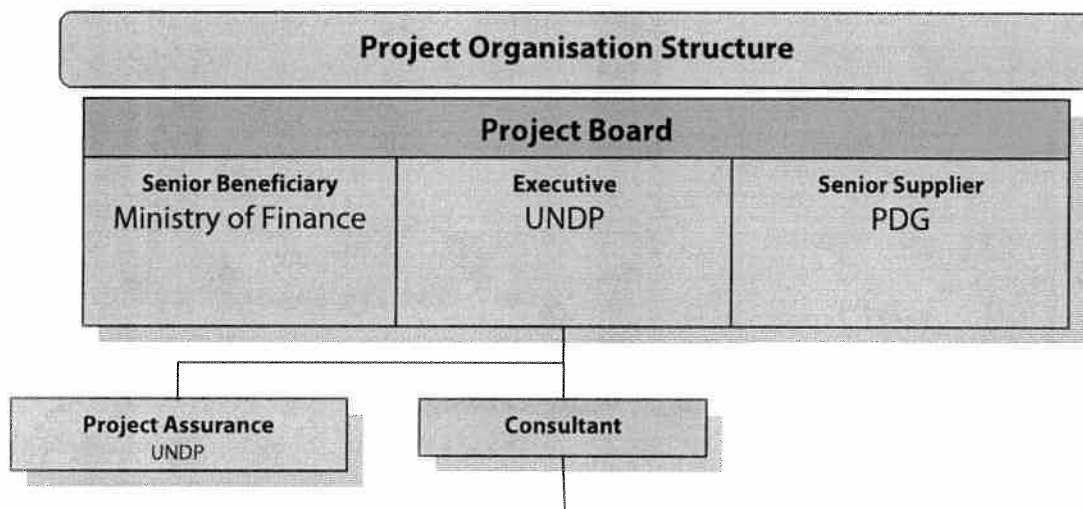 Project Organisation Structure
Project Board
Senior Beneficiary
Ministry of Finance
Executive
UNDP
Senior Supplier
PDG
Project Assurance
UNDP
Consultant